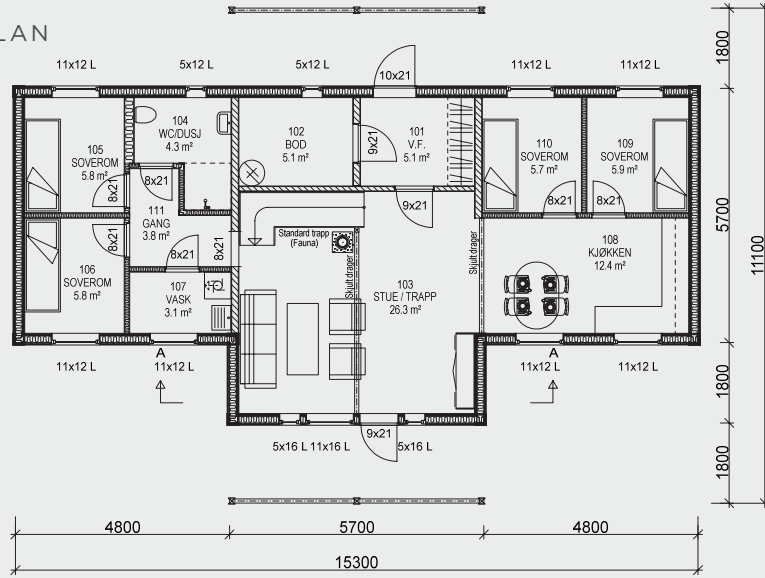 LAN
11x12 L
5x12 L
5x12 L
10x21
11x12 L
11x12 L
1800
104
WC/DUSJ
4.3 m²
102
BOD
5.1 m²
9x21
101
V.F.
5.1 m²
105
SOVEROM
5.8 m²
110
SOVEROM
5.7 m²
109
SOVEROM
5.9 m²
8x21
8x21
8x21
8x21
9x21
111
GANG
3.8 m²
8x21
8x21
8x21
Standard trapp
(Fauna)
Skjult drager
Skjult drager
5700
11100
106
SOVEROM
5.8 m²
107
VASK
3.1 m²
103
STUE / TRAPP
26.3 m²
108
KJØKKEN
12.4 m²
A
A
11x12 L
11x12 L
11x12 L
11x12 L
1800
9x21
5x16 L
11x16 L
5x16 L
1800
4800
5700
4800
15300